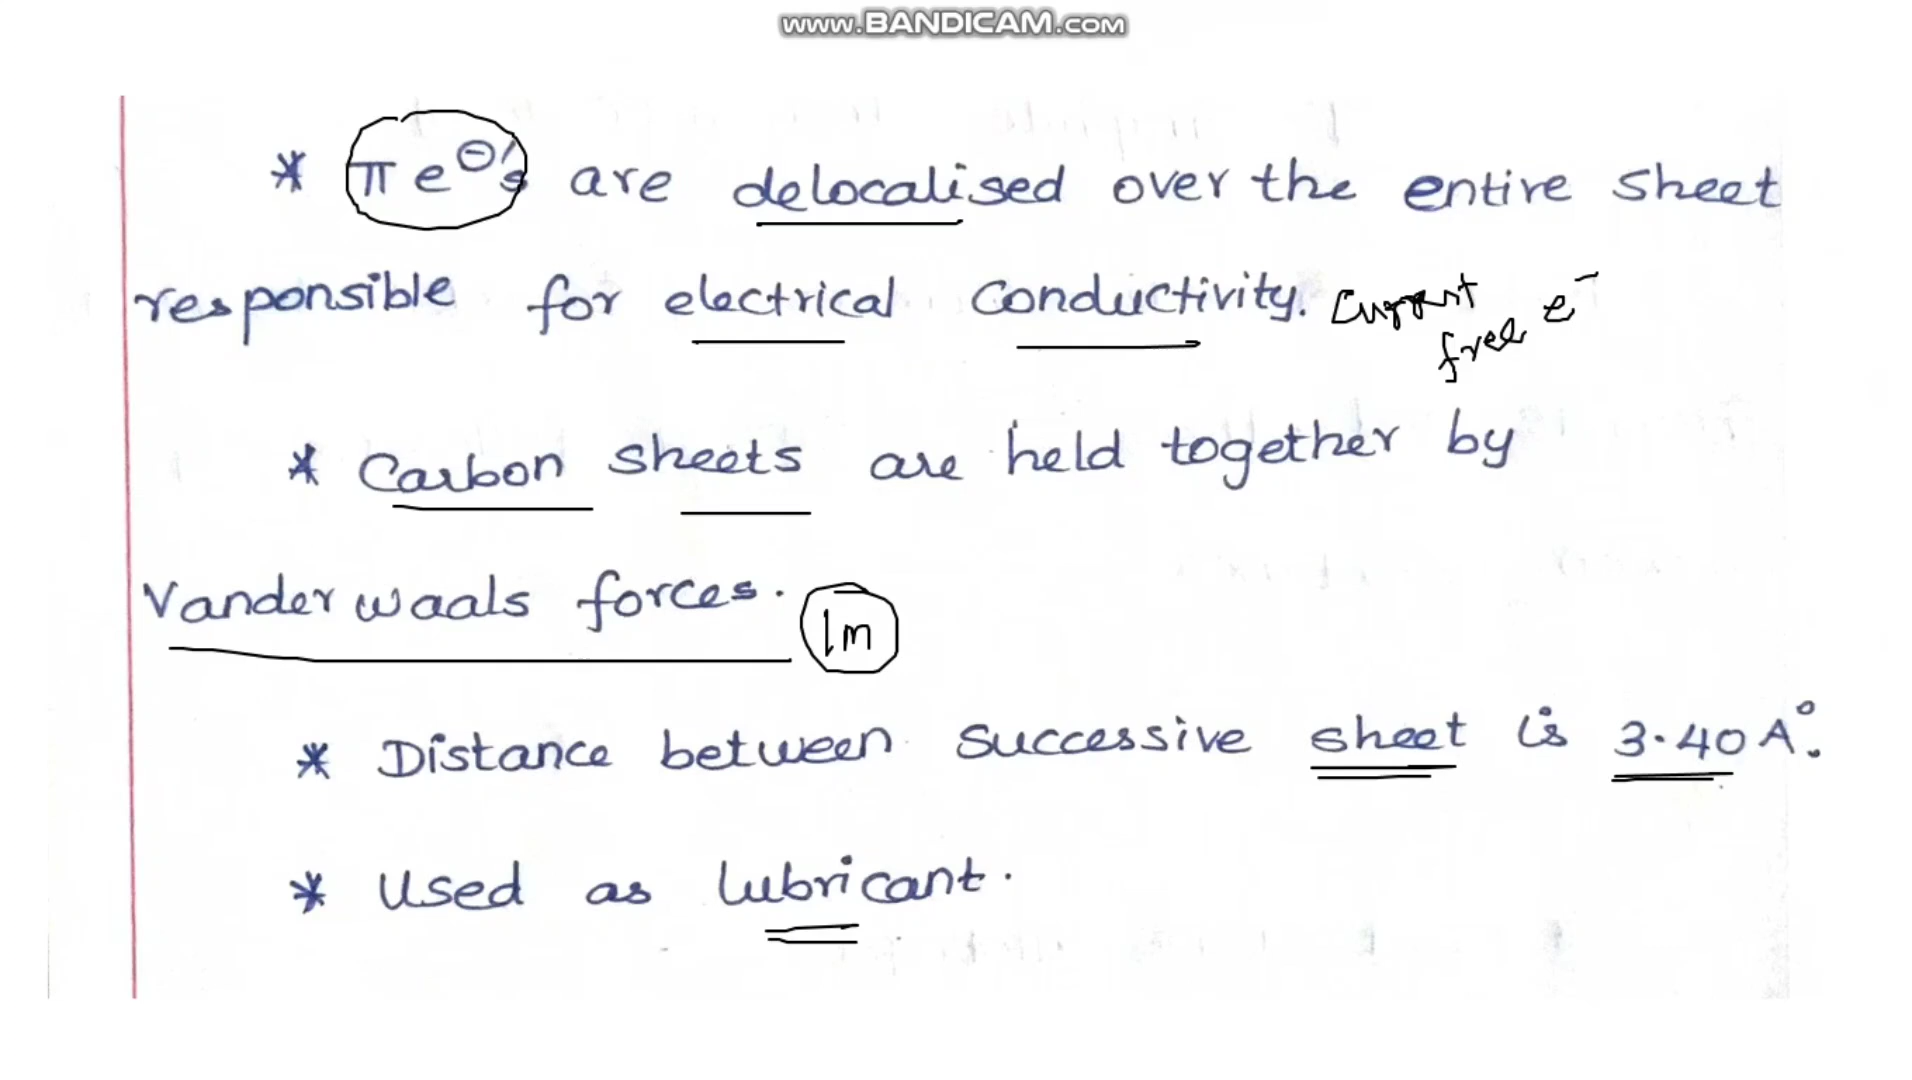 www.BANDICAM.com
* π e⊖'s are delocalised over the entire sheet
responsible for electrical conductivity. Current
free e⁻
* Carbon sheets are held together by
Vanderwaals forces. 1m
* Distance between successive sheet is 3.40 A°.
* Used as lubricant.